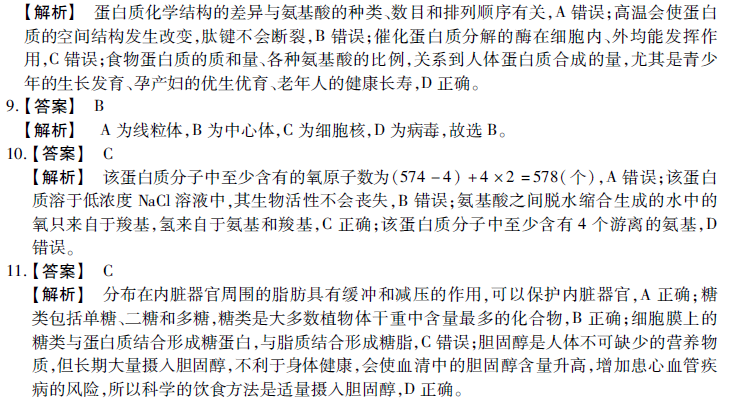 【解析】 蛋白质化学结构的差异与氨基酸的种类、数目和排列顺序有关,A 错误;高温会使蛋白
质的空间结构发生改变,肽键不会断裂,B 错误;催化蛋白质分解的酶在细胞内、外均能发挥作
用,C 错误;食物蛋白质的质和量、各种氨基酸的比例,关系到人体蛋白质合成的量,尤其是青少
年的生长发育、孕产妇的优生优育、老年人的健康长寿,D 正确。
9.【答案】 B
【解析】 A 为线粒体,B 为中心体,C 为细胞核,D 为病毒,故选 B。
10.【答案】 C
【解析】 该蛋白质分子中至少含有的氧原子数为(574 -4) +4 ×2 =578(个),A 错误;该蛋白
质溶于低浓度 NaCl 溶液中,其生物活性不会丧失,B 错误;氨基酸之间脱水缩合生成的水中的
氧只来自于羧基,氢来自于氨基和羧基,C 正确;该蛋白质分子中至少含有 4 个游离的氨基,D
错误。
11.【答案】 C
【解析】 分布在内脏器官周围的脂肪具有缓冲和减压的作用,可以保护内脏器官,A 正确;糖
类包括单糖、二糖和多糖,糖类是大多数植物体干重中含量最多的化合物,B 正确;细胞膜上的
糖类与蛋白质结合形成糖蛋白,与脂质结合形成糖脂,C 错误;胆固醇是人体不可缺少的营养物
质,但长期大量摄入胆固醇,不利于身体健康,会使血清中的胆固醇含量升高,增加患心血管疾
病的风险,所以科学的饮食方法是适量摄入胆固醇,D 正确。